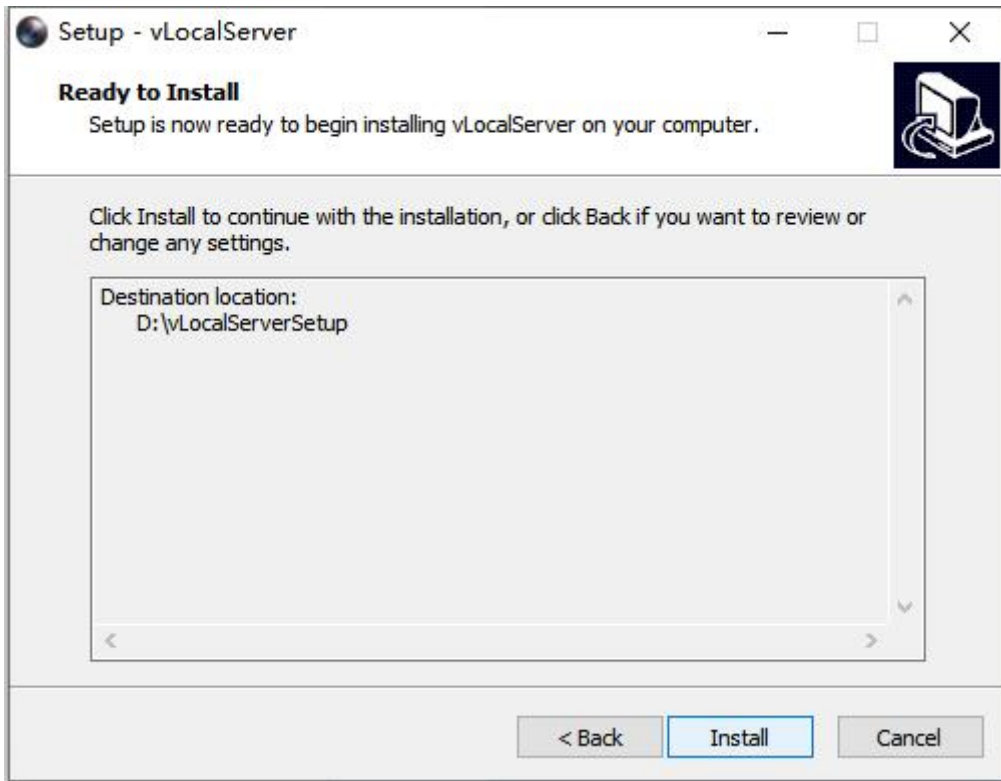 Setup - vLocalServer
Ready to Install
Setup is now ready to begin installing vLocalServer on your computer.
Click Install to continue with the installation, or click Back if you want to review or
change any settings.
Destination location:
D:\vLocalServerSetup
< Back
Install
Cancel